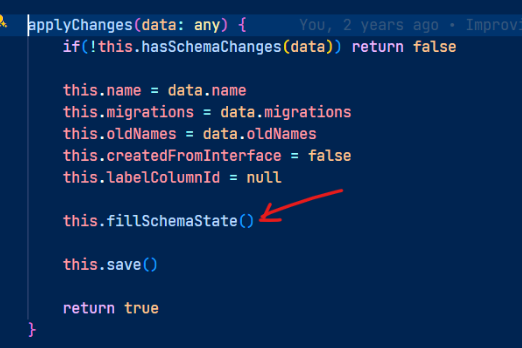 applyChanges(data: any) { You, 2 years ago • Improvi
if(!this.hasSchemaChanges(data)) return false
this.name = data.name
this.migrations = data.migrations
this.oldNames = data.oldNames
this.createdFromInterface = false
this.labelColumnId = null
this.fillSchemaState()
this.save()
return true
}